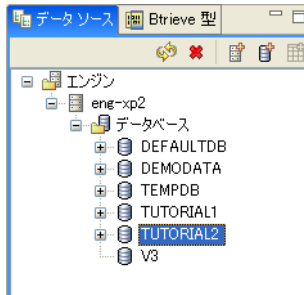 データ ソース Btrieve 型
エンジン
eng-xp2
データベース
DEFAULTDB
DEMODATA
TEMPDB
TUTORIAL1
TUTORIAL2
V3